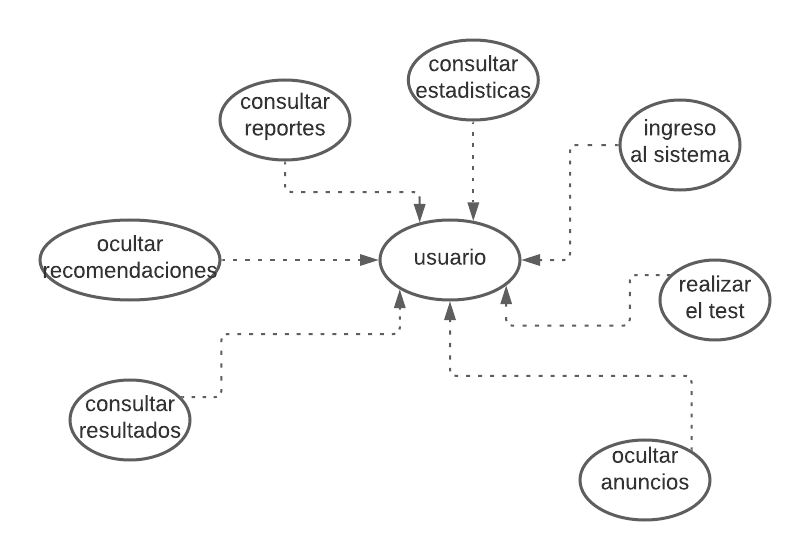 consultar
estadisticas
consultar
reportes
ingreso
al sistema
ocultar
recomendaciones
usuario
realizar
el test
consultar
resultados
ocultar
anuncios